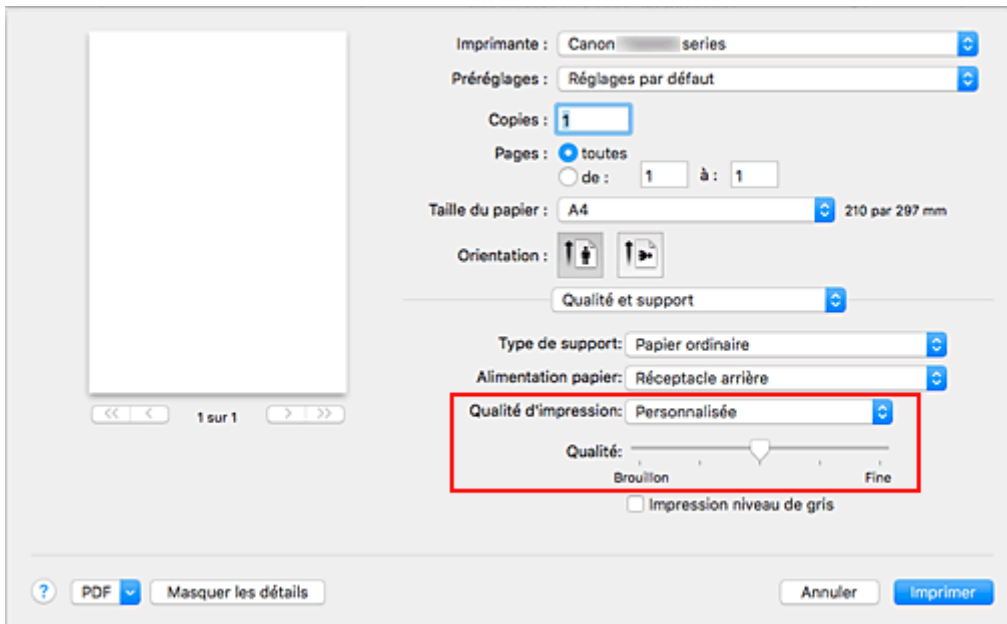 Imprimante : Canon series
Préréglages : Réglages par défaut
Copies : 1
Pages : toutes
de : 1 à : 1
Taille du papier : A4 210 par 297 mm
Orientation :
Qualité et support
Type de support: Papier ordinaire
Alimentation papier: Réceptacle arrière
Qualité d'impression: Personnalisée
Qualité:
Brouillon Fine
Impression niveau de gris
<< < 1 sur 1 > >>
? PDF Masquer les détails Annuler Imprimer